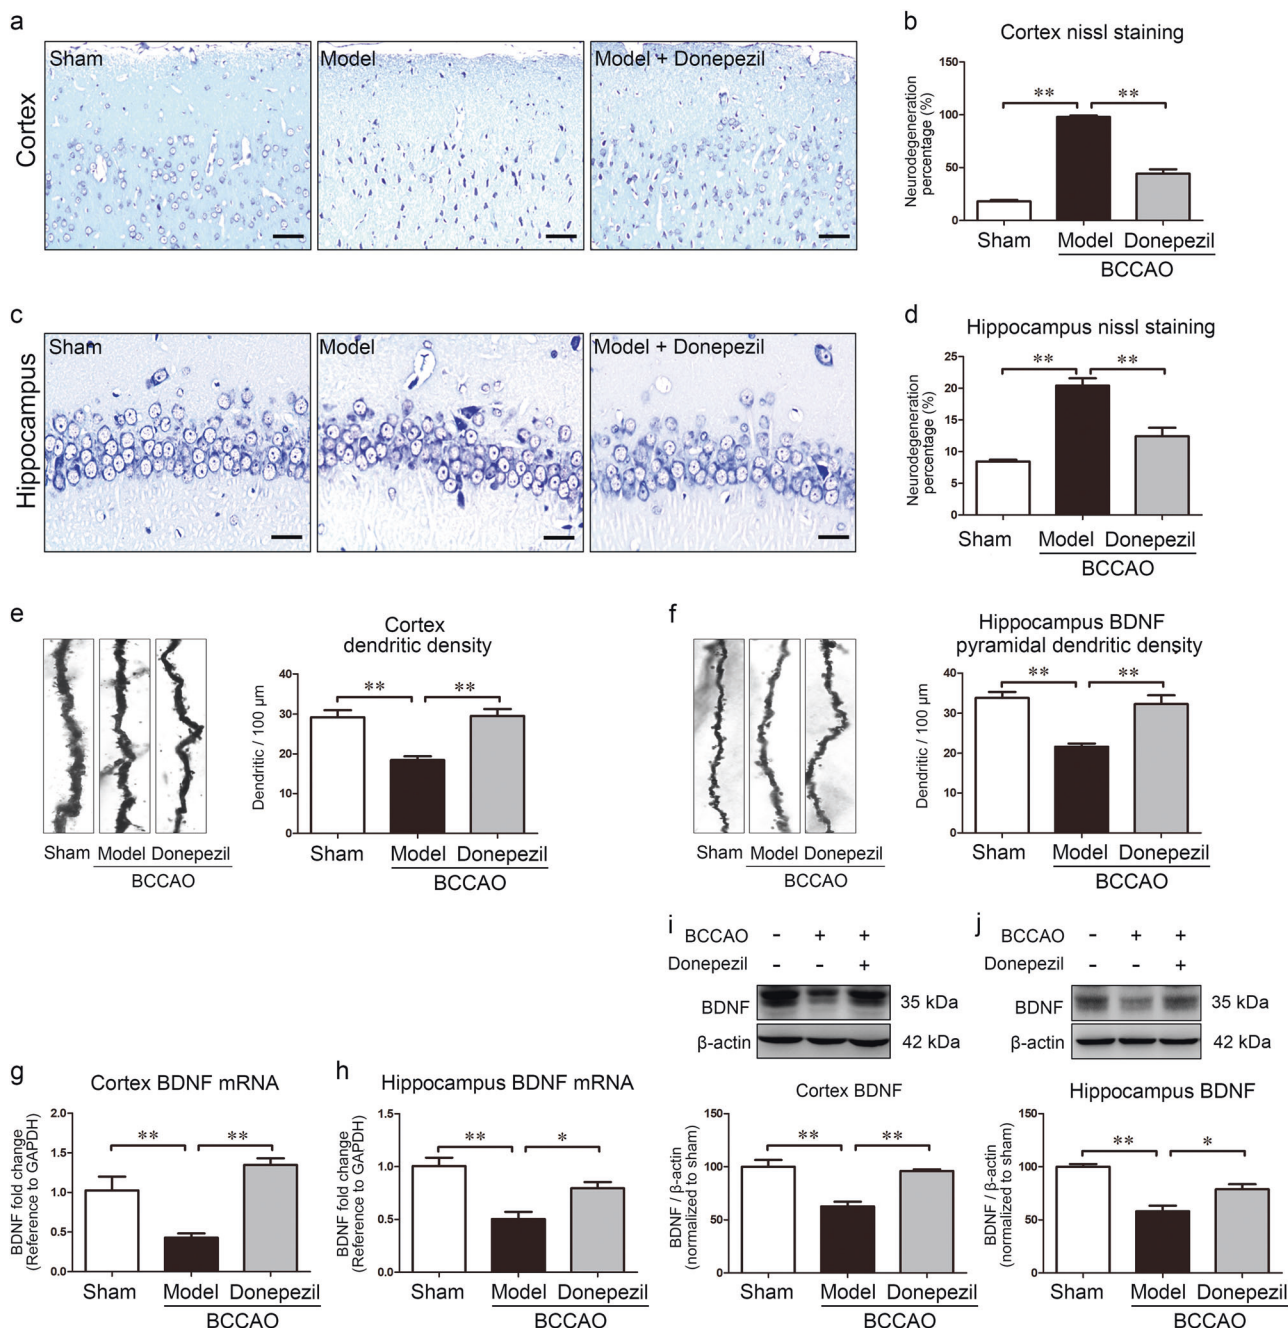 a
Cortex
Sham
Model
Model + Donepezil
b
Cortex nissl staining
Neurodegeneration
percentage (%)
150
100
50
0
** **
Sham Model Donepezil
BCCAO
c
Hippocampus
Sham
Model
Model + Donepezil
d
Hippocampus nissl staining
Neurodegeneration
percentage (%)
25
20
15
10
5
0
** **
Sham Model Donepezil
BCCAO
e
Sham Model Donepezil
BCCAO
Cortex
dendritic density
Dendritic / 100 μm
40
30
20
10
0
** **
Sham Model Donepezil
BCCAO
f
Sham Model Donepezil
BCCAO
Hippocampus BDNF
pyramidal dendritic density
Dendritic / 100 μm
40
30
20
10
0
** **
Sham Model Donepezil
BCCAO
g
Cortex BDNF mRNA
BDNF fold change
(Reference to GAPDH)
2.0
1.5
1.0
0.5
0.0
** **
Sham Model Donepezil
BCCAO
h
Hippocampus BDNF mRNA
BDNF fold change
(Reference to GAPDH)
1.5
1.0
0.5
0.0
** *
Sham Model Donepezil
BCCAO
i
BCCAO - + +
Donepezil - - +
BDNF 35 kDa
β-actin 42 kDa
Cortex BDNF
BDNF / β-actin
(normalized to sham)
150
100
50
0
** **
Sham Model Donepezil
BCCAO
j
BCCAO - + +
Donepezil - - +
BDNF 35 kDa
β-actin 42 kDa
Hippocampus BDNF
BDNF / β-actin
(normalized to sham)
150
100
50
0
** *
Sham Model Donepezil
BCCAO